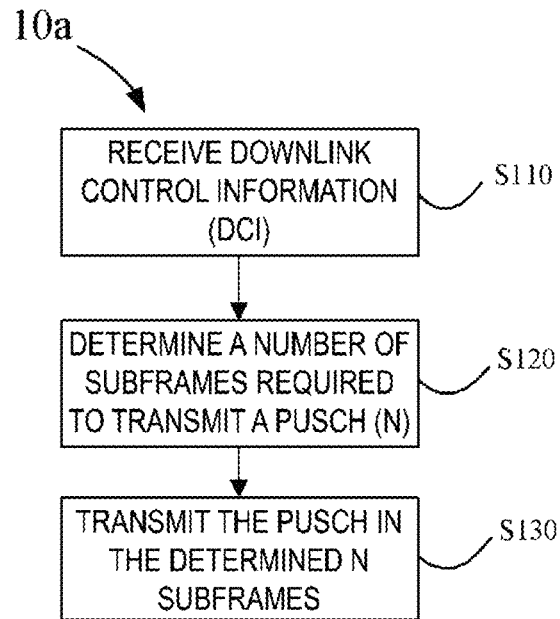 10a
RECEIVE DOWNLINK
CONTROL INFORMATION
(DCI)
S110
DETERMINE A NUMBER OF
SUBFRAMES REQUIRED
TO TRANSMIT A PUSCH (N)
S120
TRANSMIT THE PUSCH IN
THE DETERMINED N
SUBFRAMES
S130